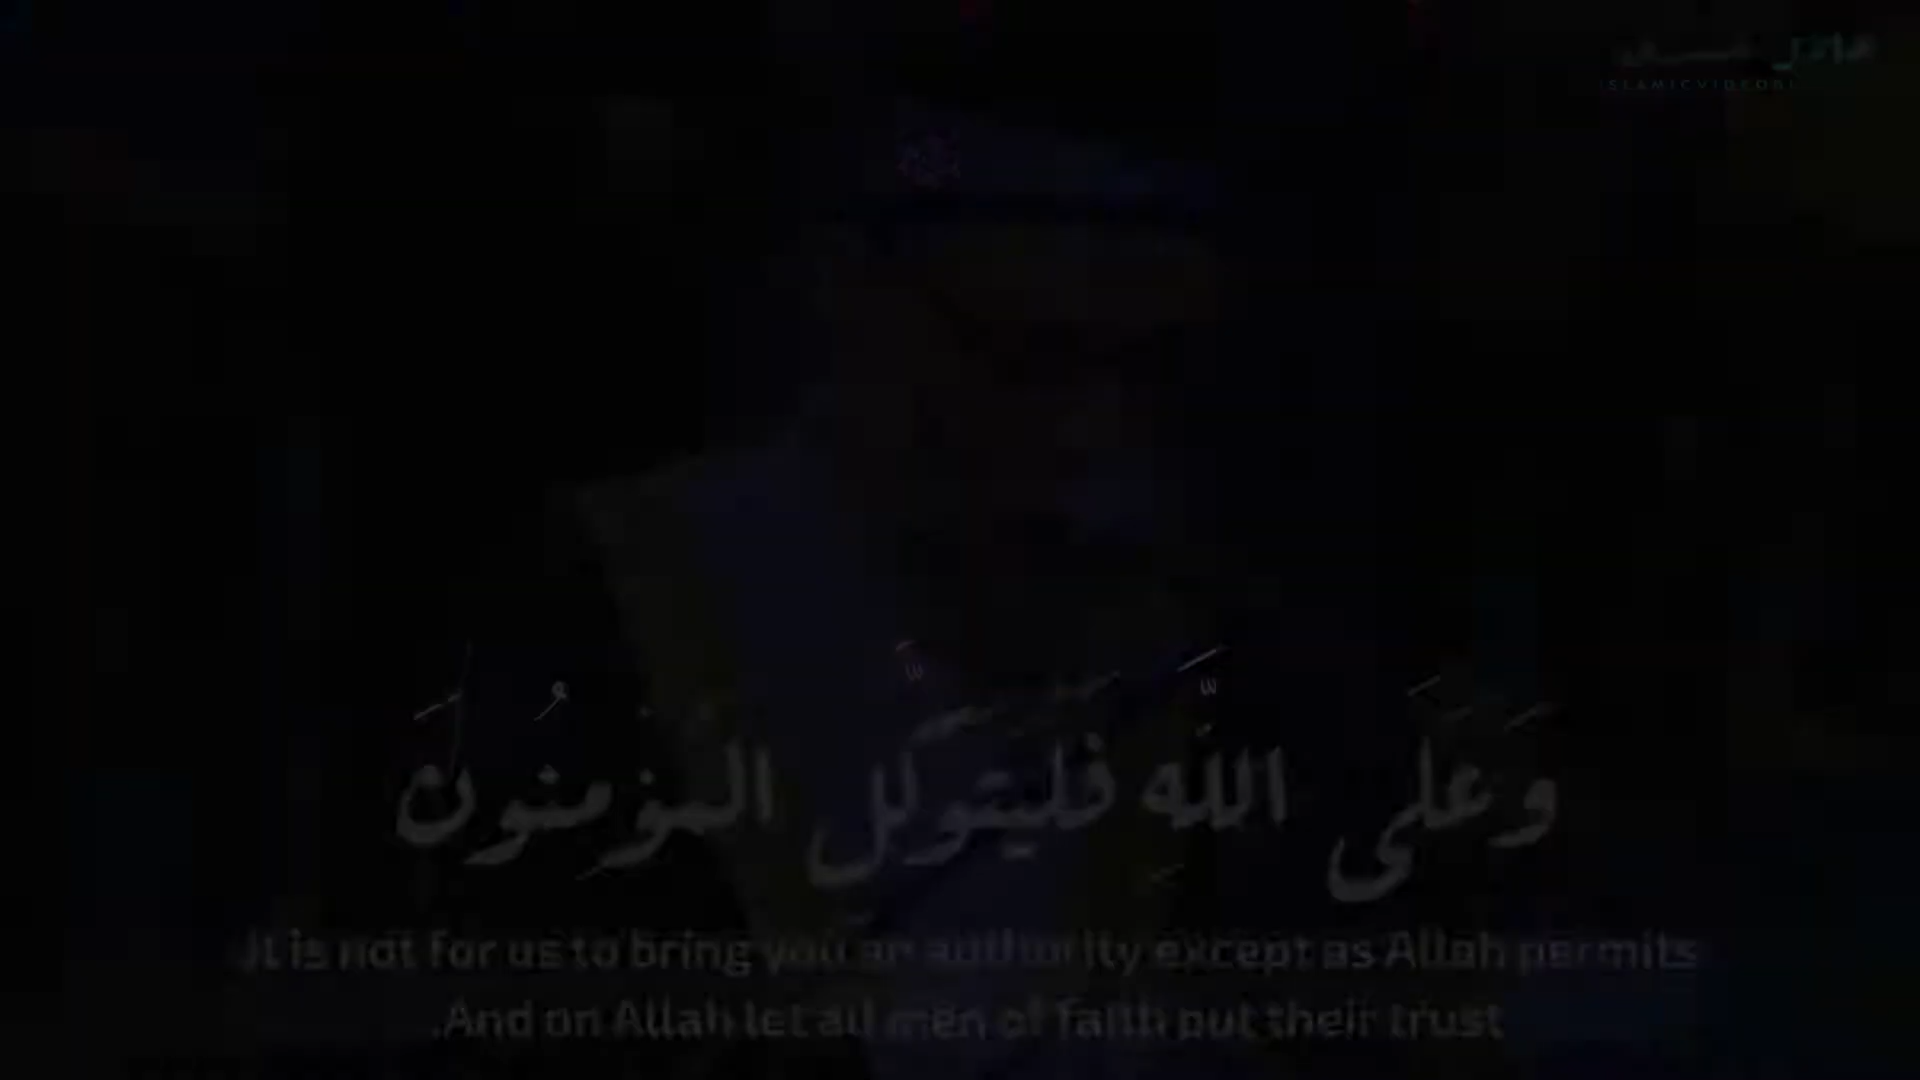 ISLAMICVIDEOBH
وَعَلَى اللَّهِ فَلْيَتَوَكَّلِ الْمُؤْمِنُونَ
It is not for us to bring you an authority except as Allah permits
.And on Allah let all men of faith put their trust